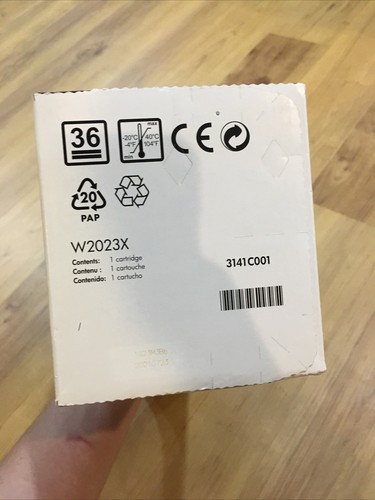 36
max
-20°C 40°C
-4°F 104°F
min
CE
20
PAP
W2023X
Contents: 1 cartridge
Contenu : 1 cartouche
Contenido: 1 cartucho
3141C001